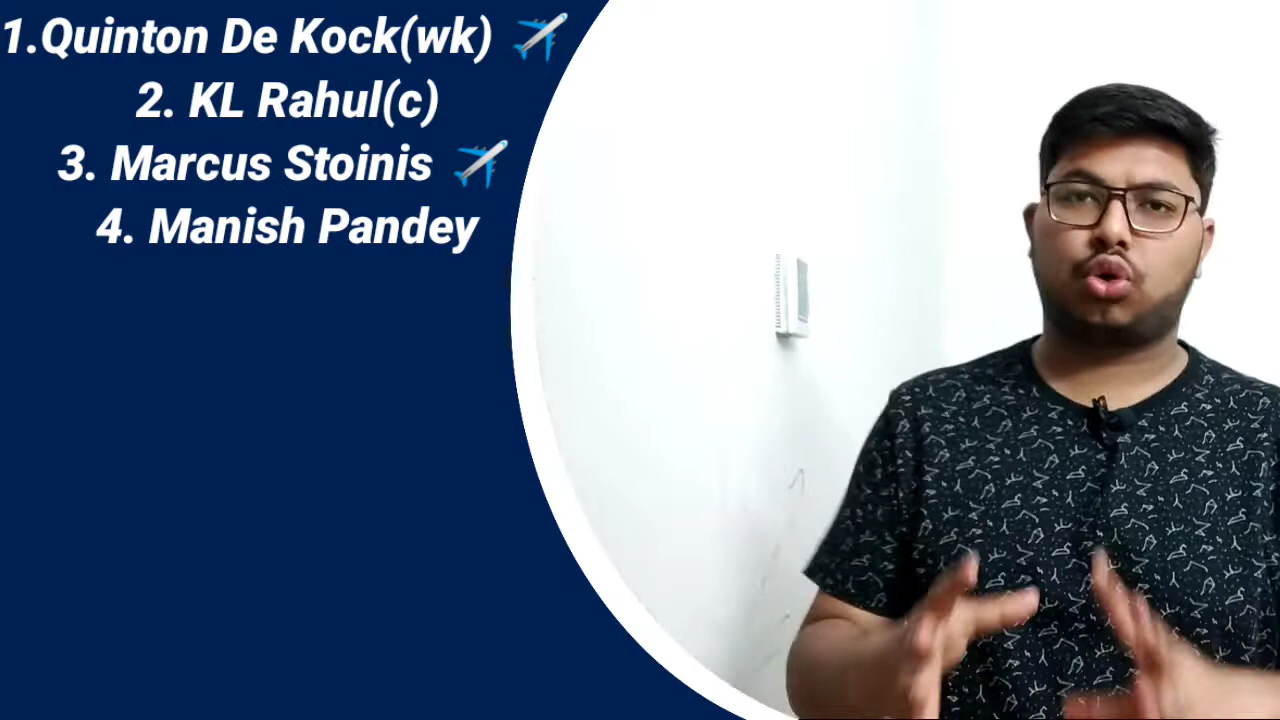 1.Quinton De Kock(wk) ✈️
2. KL Rahul(c)
3. Marcus Stoinis ✈️
4. Manish Pandey